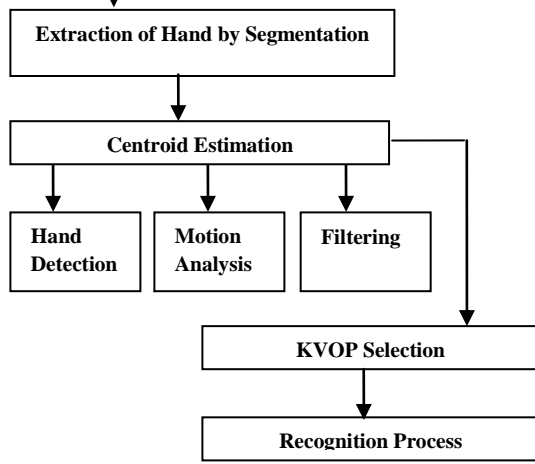 Extraction of Hand by Segmentation
Centroid Estimation
Hand
Detection
Motion
Analysis
Filtering
KVOP Selection
Recognition Process